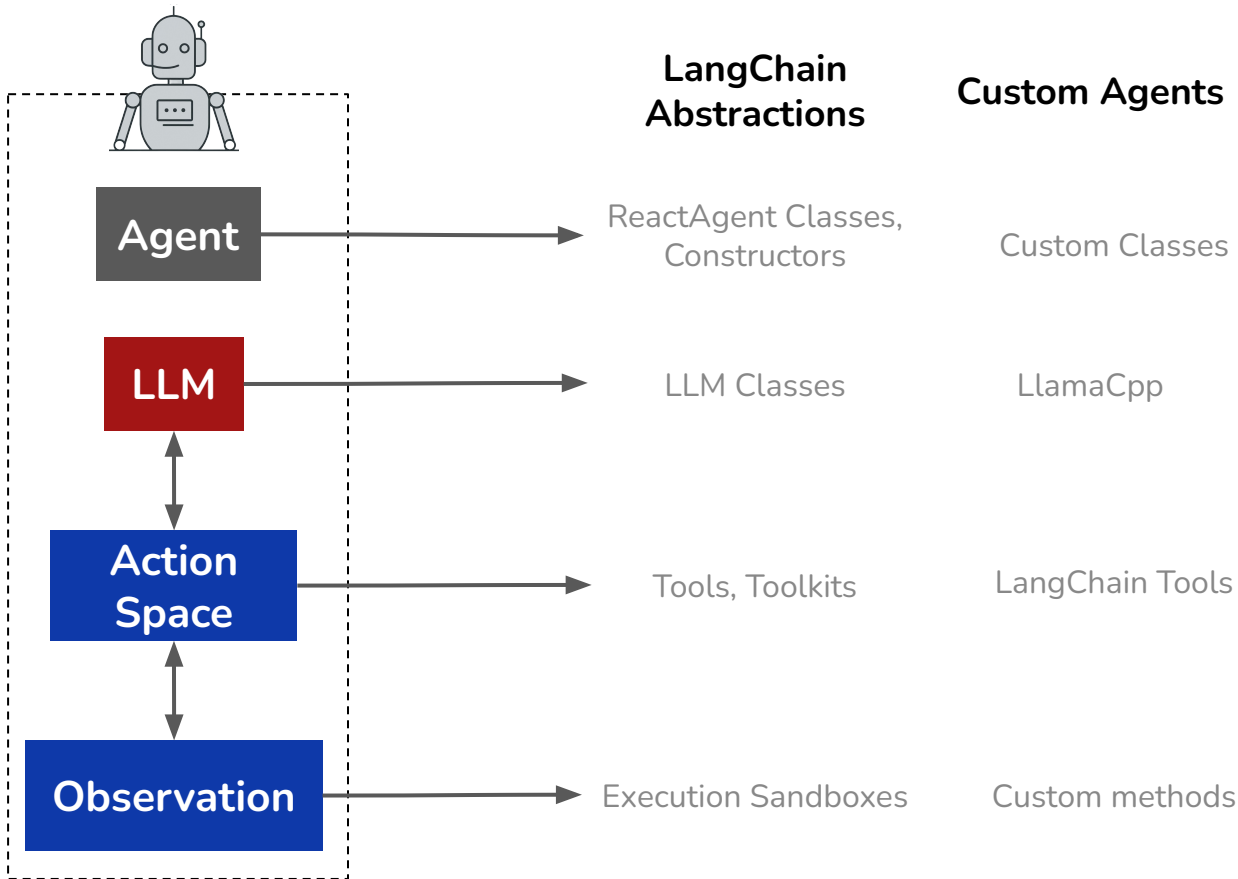 LangChain
Abstractions
Custom Agents
Agent
ReactAgent Classes,
Constructors
Custom Classes
LLM
LLM Classes
LlamaCpp
Action
Space
Tools, Toolkits
LangChain Tools
Observation
Execution Sandboxes
Custom methods